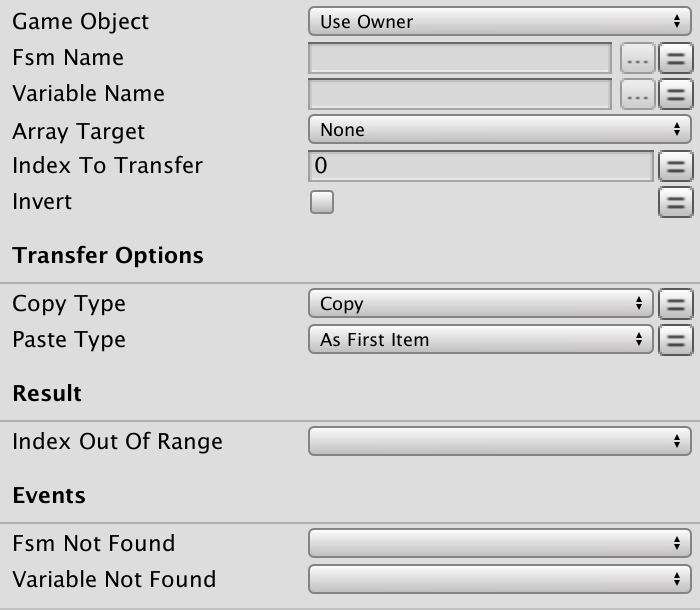 Game Object Use Owner
Fsm Name ...
Variable Name ...
Array Target None
Index To Transfer 0
Invert
Transfer Options
Copy Type Copy
Paste Type As First Item
Result
Index Out Of Range
Events
Fsm Not Found
Variable Not Found